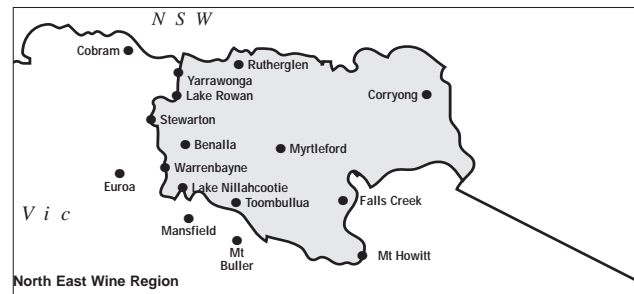 N S W
Cobram
Rutherglen
Yarrawonga
Lake Rowan
Corryong
Stewarton
Benalla
Myrtleford
Warrenbayne
Euroa
Lake Nillahcootie
Toombullua
Falls Creek
Vic
Mansfield
Mt
Buller
Mt Howitt
North East Wine Region